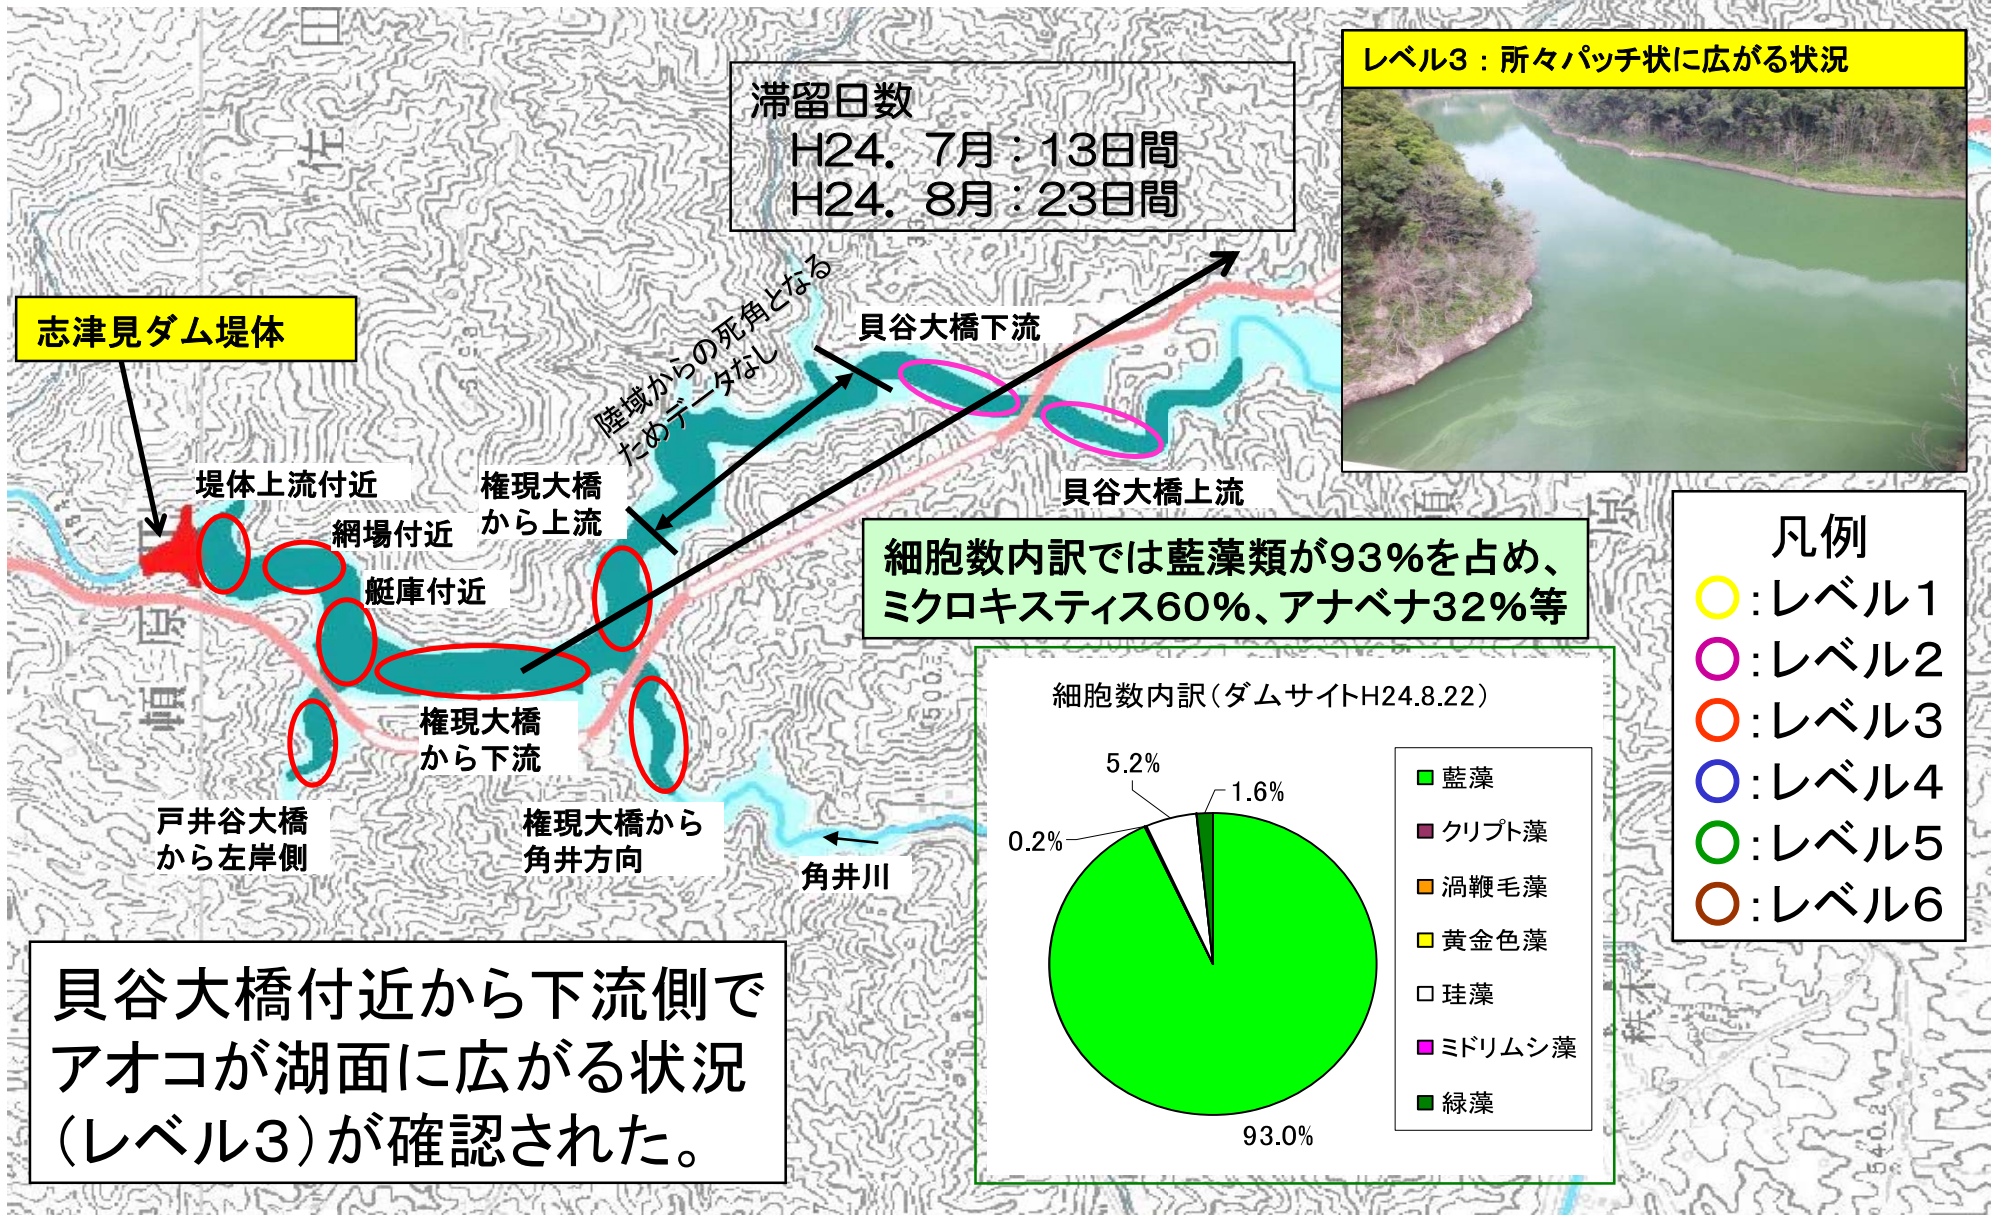 レベル3：所々パッチ状に広がる状況
滞留日数
H24. 7月：13日間
H24. 8月：23日間
志津見ダム堤体
陸域からの死角となる
ためデータなし
貝谷大橋下流
堤体上流付近
権現大橋
から上流
網場付近
貝谷大橋上流
艇庫付近
細胞数内訳では藍藻類が93%を占め、
ミクロキスティス60%、アナベナ32%等
凡例
：レベル1
：レベル2
：レベル3
：レベル4
：レベル5
：レベル6
権現大橋
から下流
戸井谷大橋
から左岸側
権現大橋から
角井方向
角井川
細胞数内訳（ダムサイトH24.8.22）
5.2%
1.6%
0.2%
93.0%
藍藻
クリプト藻
渦鞭毛藻
黄金色藻
珪藻
ミドリムシ藻
緑藻
貝谷大橋付近から下流側で
アオコが湖面に広がる状況
（レベル3）が確認された。